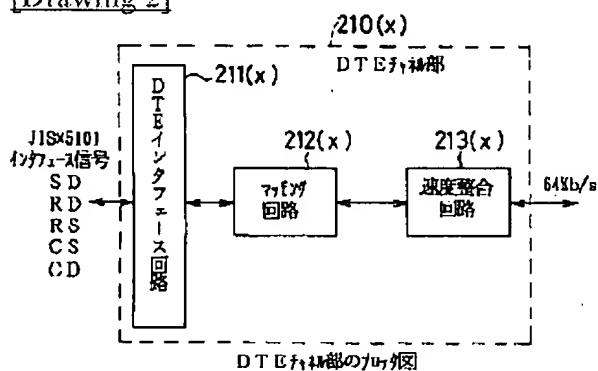 [Drawing 2]
210(x)
DTEチャネル部
211(x)
DTEインタフェース回路
JISX5101
インタフェース信号
SD
RD
RS
CS
CD
212(x)
マッピング
回路
213(x)
速度整合
回路
64Kb/s
DTEチャネル部のブロック図